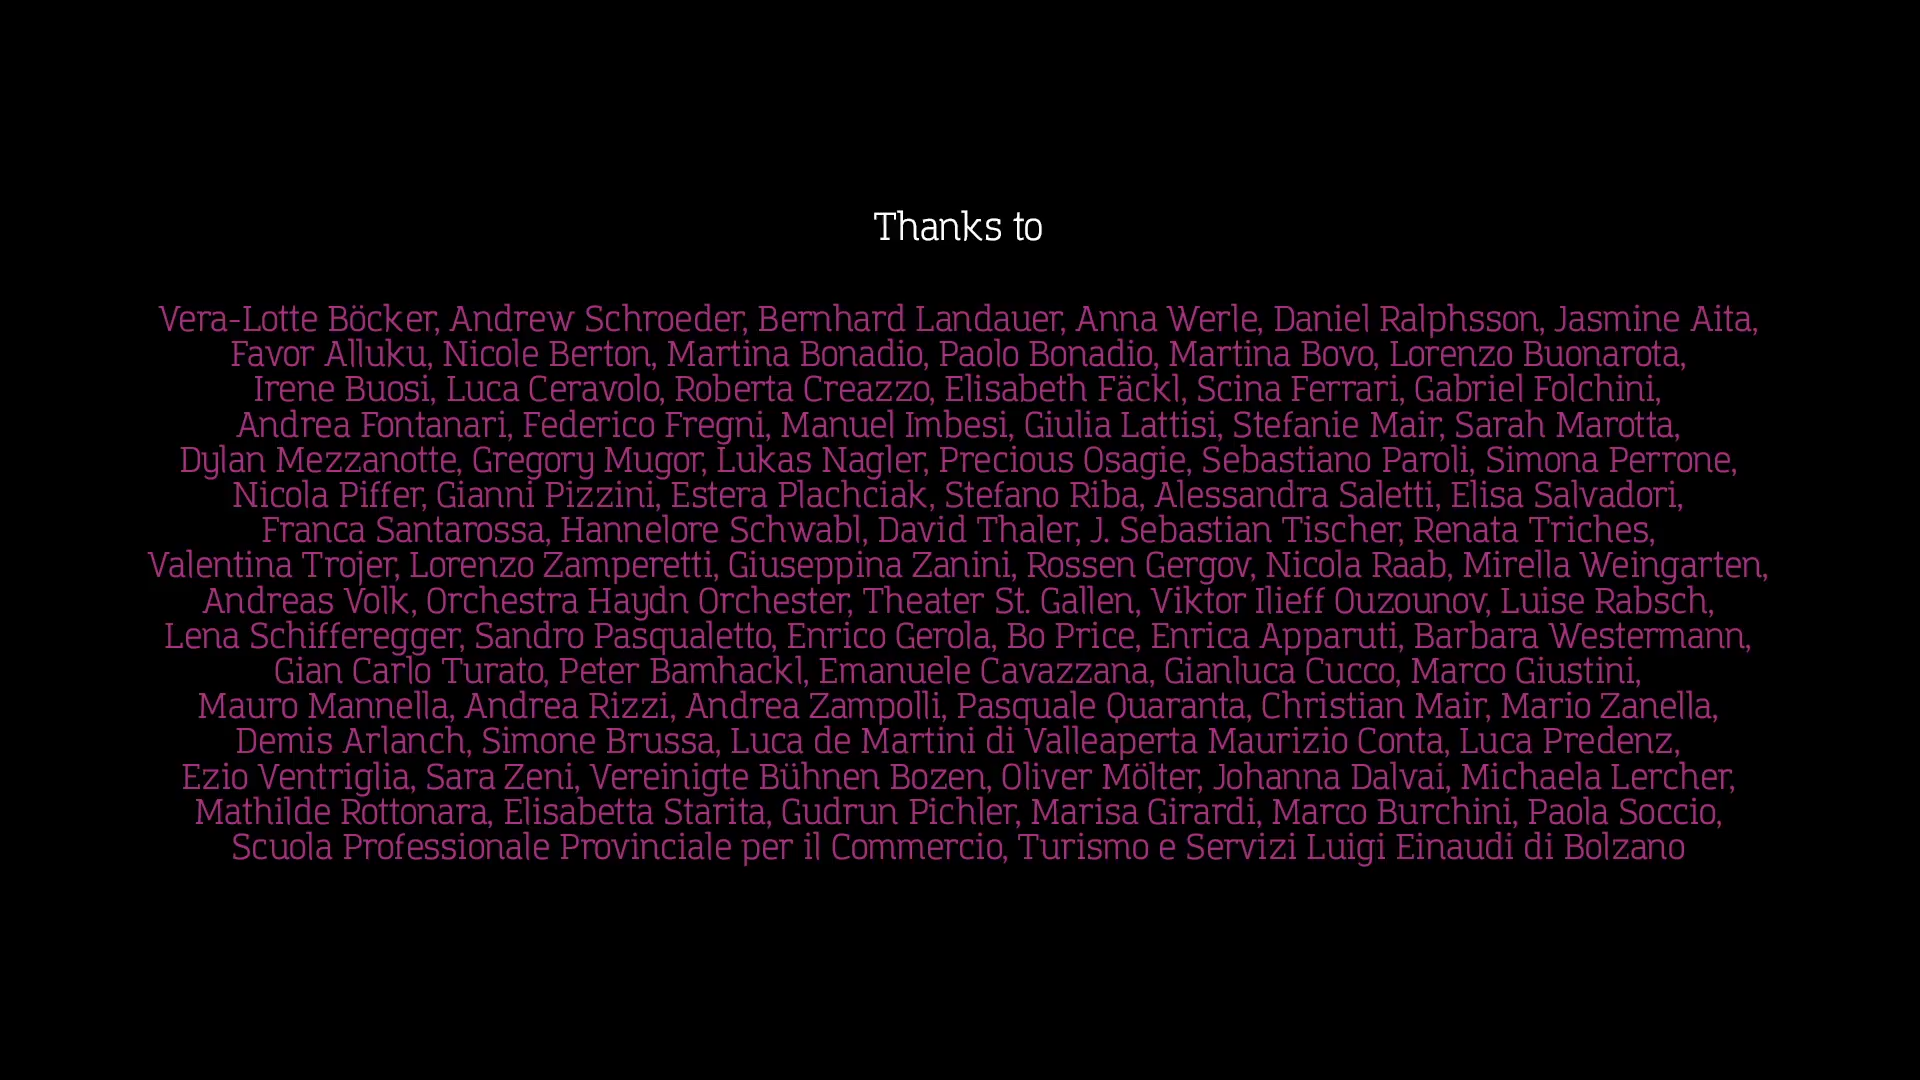 Thanks to
Vera-Lotte Böcker, Andrew Schroeder, Bernhard Landauer, Anna Werle, Daniel Ralphsson, Jasmine Aita,
Favor Alluku, Nicole Berton, Martina Bonadio, Paolo Bonadio, Martina Bovo, Lorenzo Buonarota,
Irene Buosi, Luca Ceravolo, Roberta Creazzo, Elisabeth Fäckl, Scina Ferrari, Gabriel Folchini,
Andrea Fontanari, Federico Fregni, Manuel Imbesi, Giulia Lattisi, Stefanie Mair, Sarah Marotta,
Dylan Mezzanotte, Gregory Mugor, Lukas Nagler, Precious Osagie, Sebastiano Paroli, Simona Perrone,
Nicola Piffer, Gianni Pizzini, Estera Plachciak, Stefano Riba, Alessandra Saletti, Elisa Salvadori,
Franca Santarossa, Hannelore Schwabl, David Thaler, J. Sebastian Tischer, Renata Triches,
Valentina Trojer, Lorenzo Zamperetti, Giuseppina Zanini, Rossen Gergov, Nicola Raab, Mirella Weingarten,
Andreas Volk, Orchestra Haydn Orchester, Theater St. Gallen, Viktor Ilieff Ouzounov, Luise Rabsch,
Lena Schifferegger, Sandro Pasqualetto, Enrico Gerola, Bo Price, Enrica Apparuti, Barbara Westermann,
Gian Carlo Turato, Peter Bamhackl, Emanuele Cavazzana, Gianluca Cucco, Marco Giustini,
Mauro Mannella, Andrea Rizzi, Andrea Zampolli, Pasquale Quaranta, Christian Mair, Mario Zanella,
Demis Arlanch, Simone Brussa, Luca de Martini di Valleaperta Maurizio Conta, Luca Predenz,
Ezio Ventriglia, Sara Zeni, Vereinigte Bühnen Bozen, Oliver Mölter, Johanna Dalvai, Michaela Lercher,
Mathilde Rottonara, Elisabetta Starita, Gudrun Pichler, Marisa Girardi, Marco Burchini, Paola Soccio,
Scuola Professionale Provinciale per il Commercio, Turismo e Servizi Luigi Einaudi di Bolzano